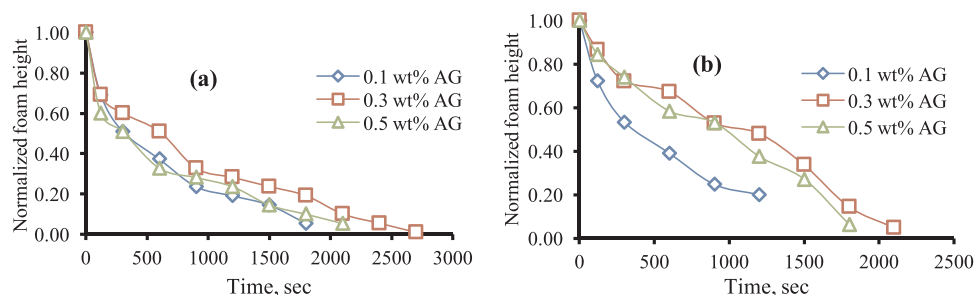 Normalized foam height
1.00
0.80
0.60
0.40
0.20
0.00
(a)
0.1 wt% AG
0.3 wt% AG
0.5 wt% AG
0 500 1000 1500 2000 2500 3000
Time, sec
Normalized foam height
1.00
0.80
0.60
0.40
0.20
0.00
(b)
0.1 wt% AG
0.3 wt% AG
0.5 wt% AG
0 500 1000 1500 2000 2500
Time, sec